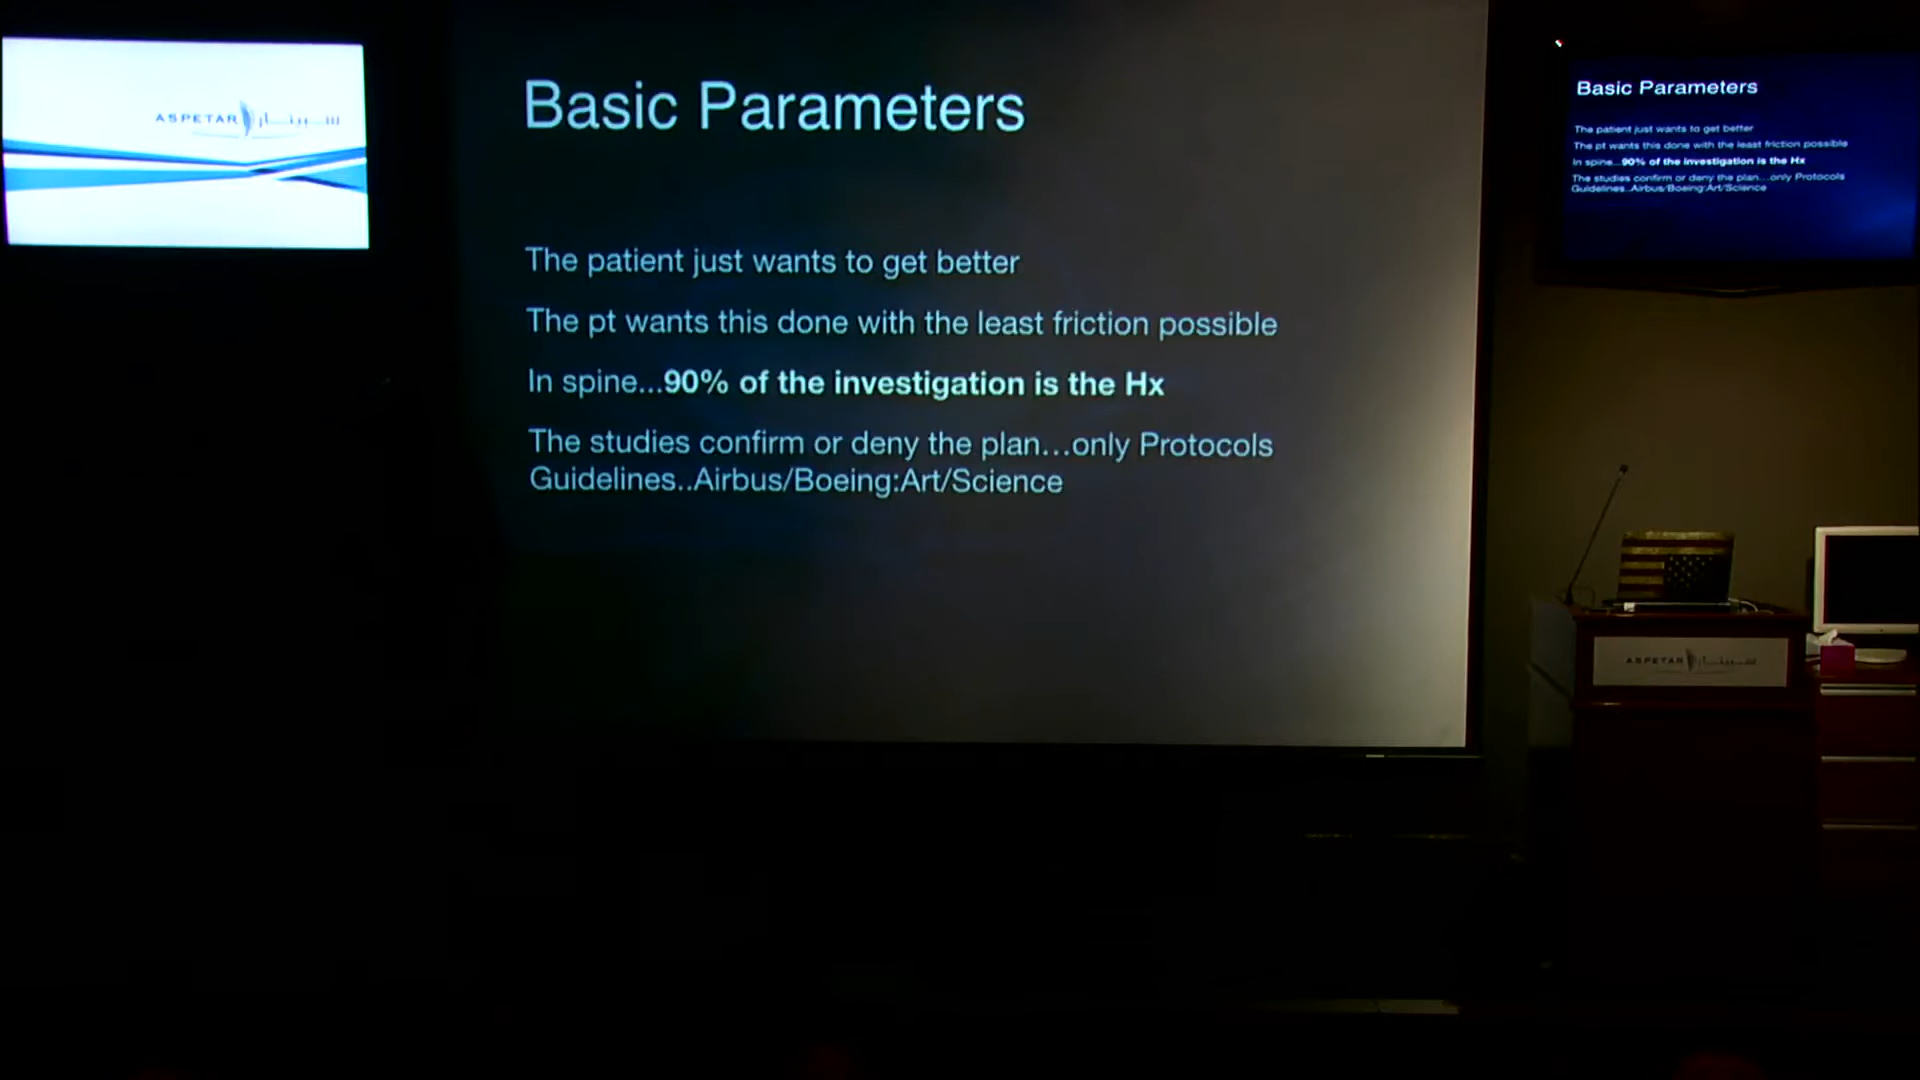 ASPETAR سبيتار
Basic Parameters
The patient just wants to get better
The pt wants this done with the least friction possible
In spine...90% of the investigation is the Hx
The studies confirm or deny the plan...only Protocols
Guidelines..Airbus/Boeing:Art/Science
Basic Parameters
The patient just wants to get better
The pt wants this done with the least friction possible
In spine...90% of the investigation is the Hx
The studies confirm or deny the plan...only Protocols
Guidelines..Airbus/Boeing:Art/Science
ASPETAR سبيتار